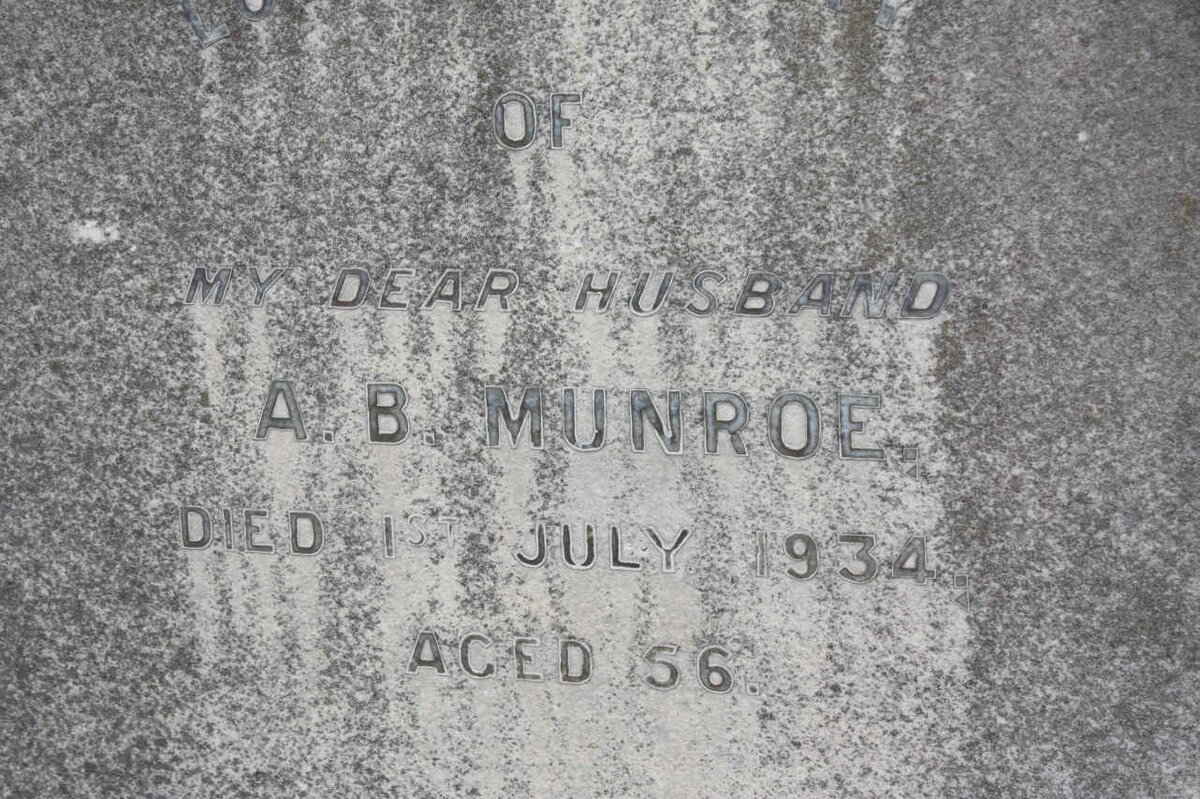 OF
MY DEAR HUSBAND
A. B. MUNROE.
DIED 1ST JULY 1934.
AGED 56.